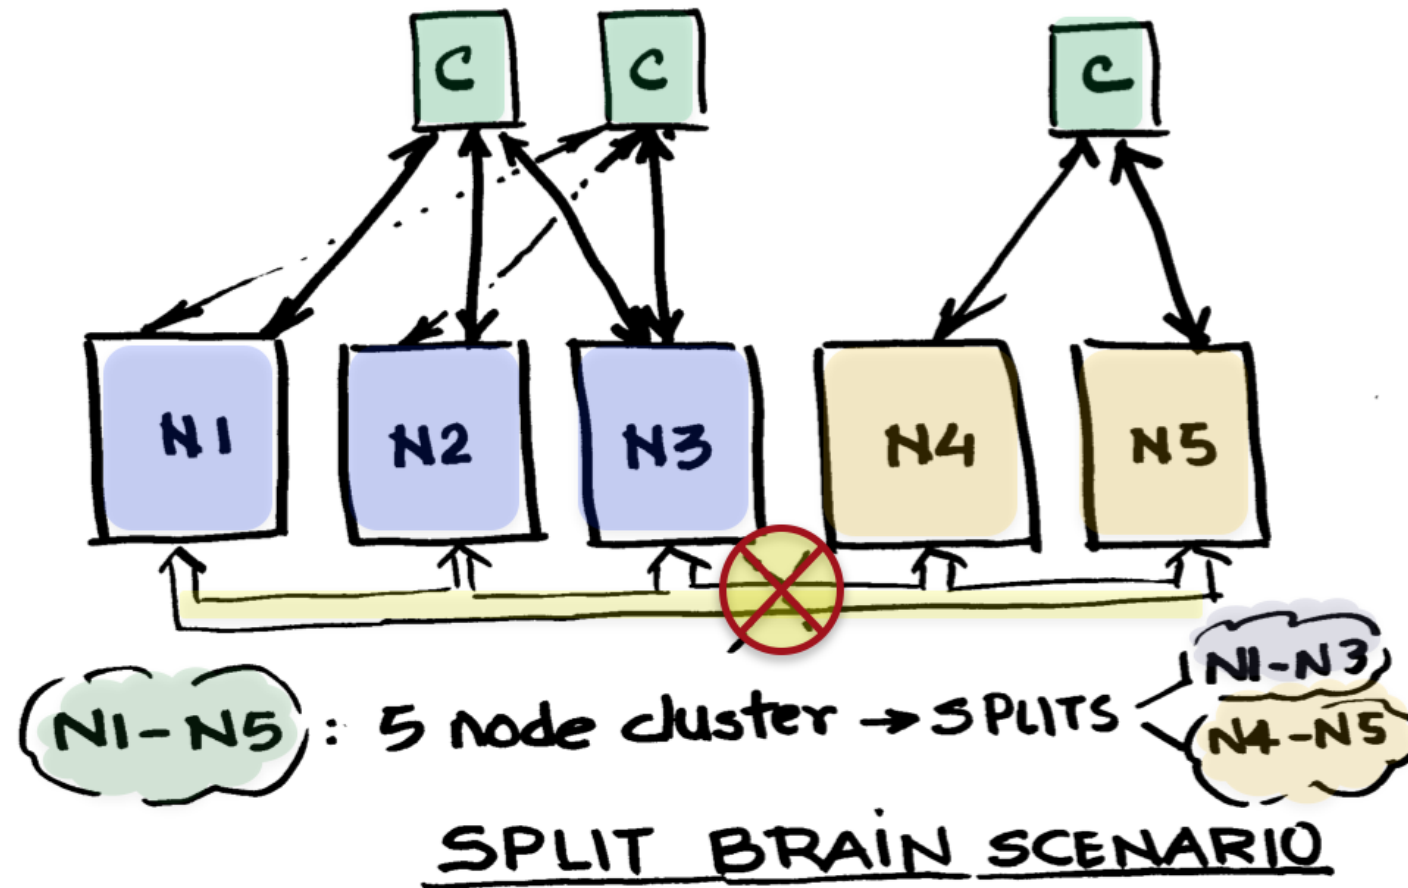 C C C
N1 N2 N3 N4 N5
N1-N3
N1-N5 : 5 node cluster → SPLITS
N4-N5
SPLIT BRAIN SCENARIO